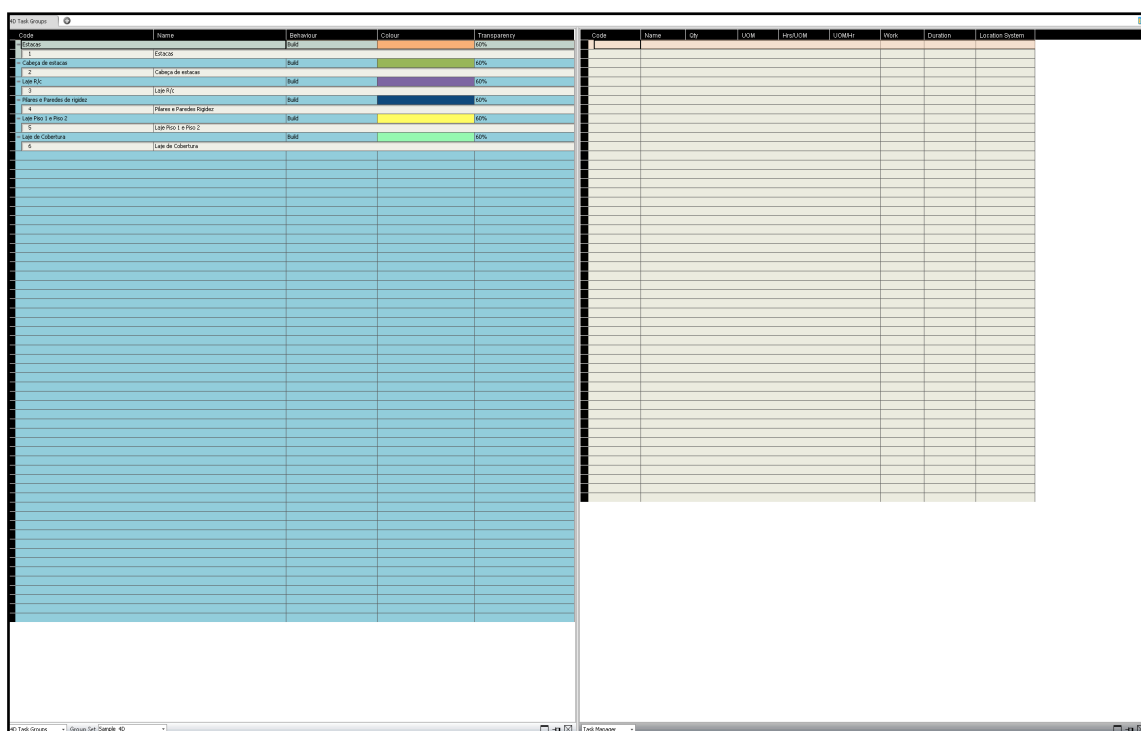 4D Task Groups
Code Name Behaviour Colour Transparency
Estacas Build 60%
1 Estacas
Cabeça de estacas Build 60%
2 Cabeça de estacas
Laje R/c Build 60%
3 Laje R/c
Pilares e Paredes de rigidez Build 60%
4 Pilares e Paredes Rigidez
Laje Piso 1 e Piso 2 Build 60%
5 Laje Piso 1 e Piso 2
Laje de Cobertura Build 60%
6 Laje de Cobertura
Code Name Qty UOM Hrs/UOM UOM/Hr Work Duration Location System
4D Task Groups Group Set Sample 4D
Task Manager